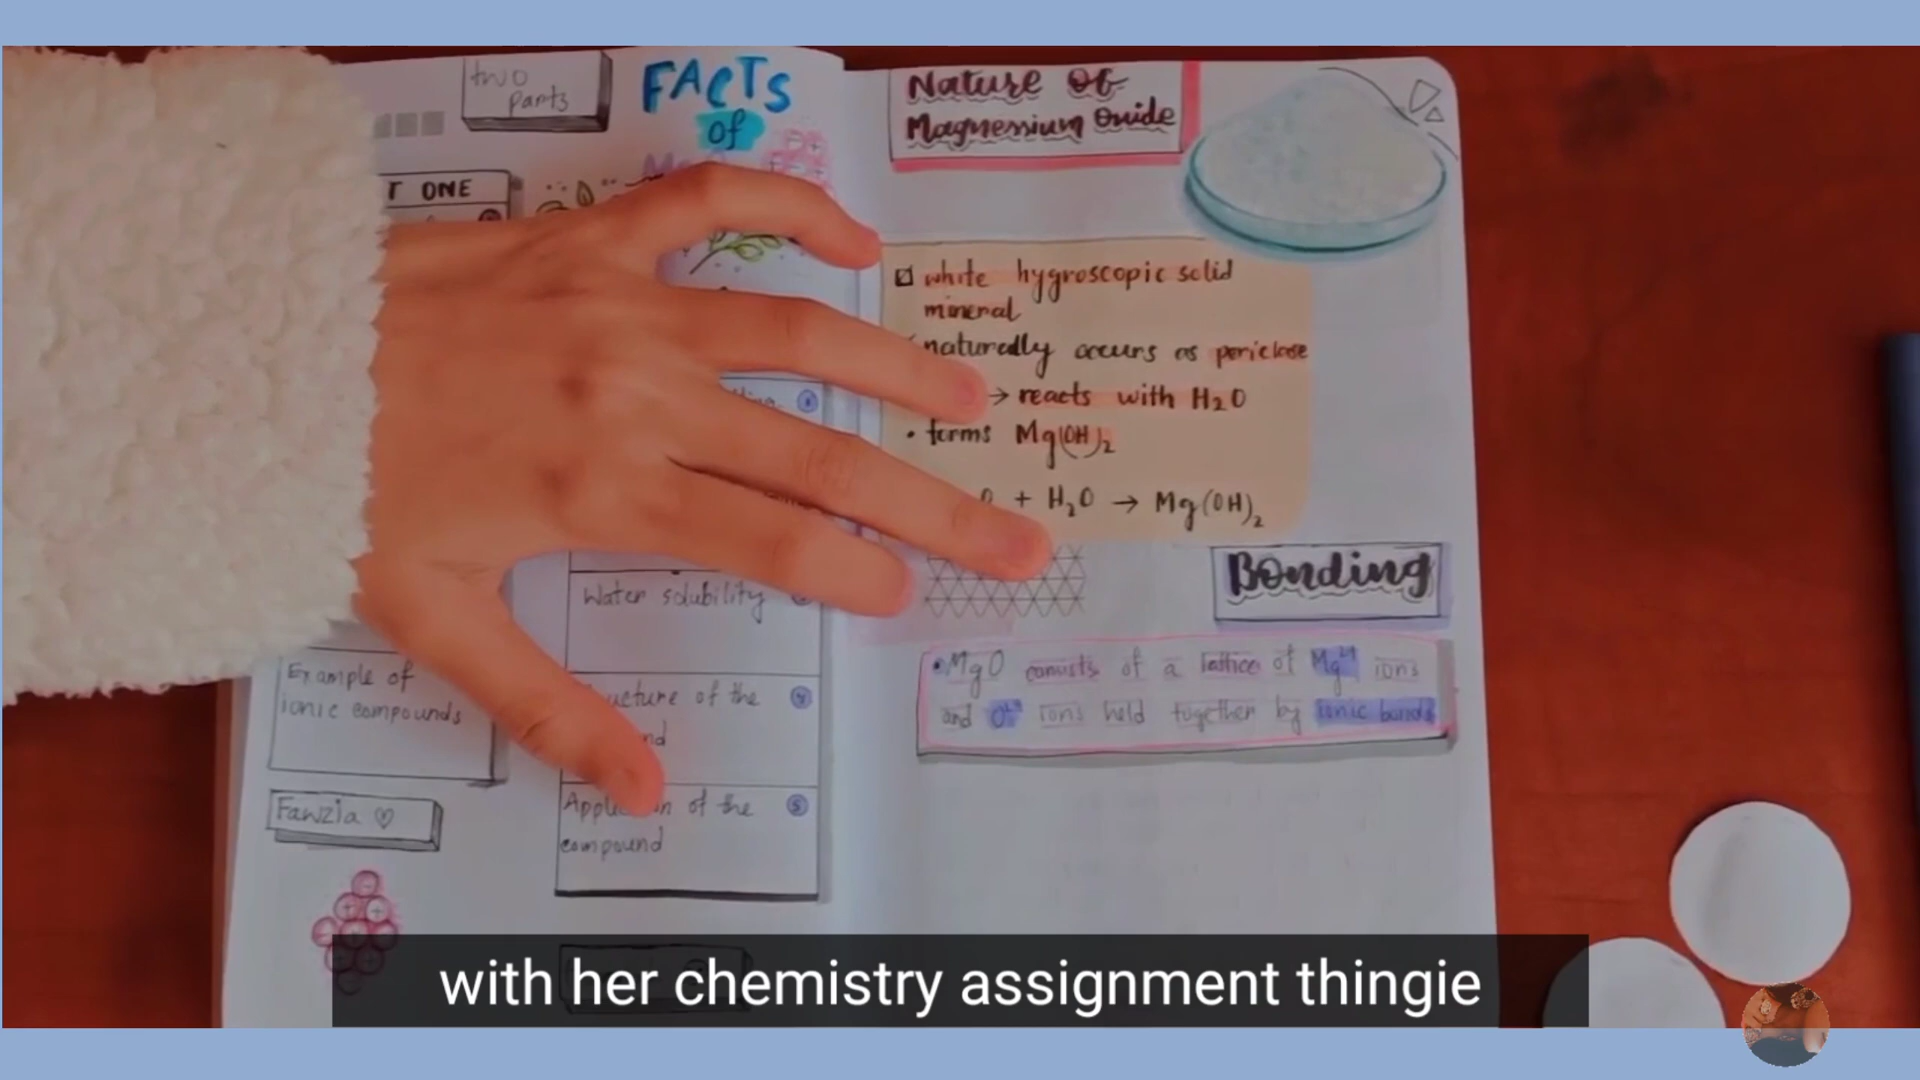 two
parts
FACTS
of
T ONE
Water solubility
ucture of the
nd
Example of
ionic compounds
Fawzia
of the
compound
Nature of
Magnessium Oxide
white hygroscopic solid
mineral
naturally occurs as periclase
→ reacts with H2O
• forms Mg(OH)2
+ H2O → Mg(OH)2
Bonding
• MgO consists of a lattice of Mg2+ ions
and O2- ions held together by ionic bonds
with her chemistry assignment thingie